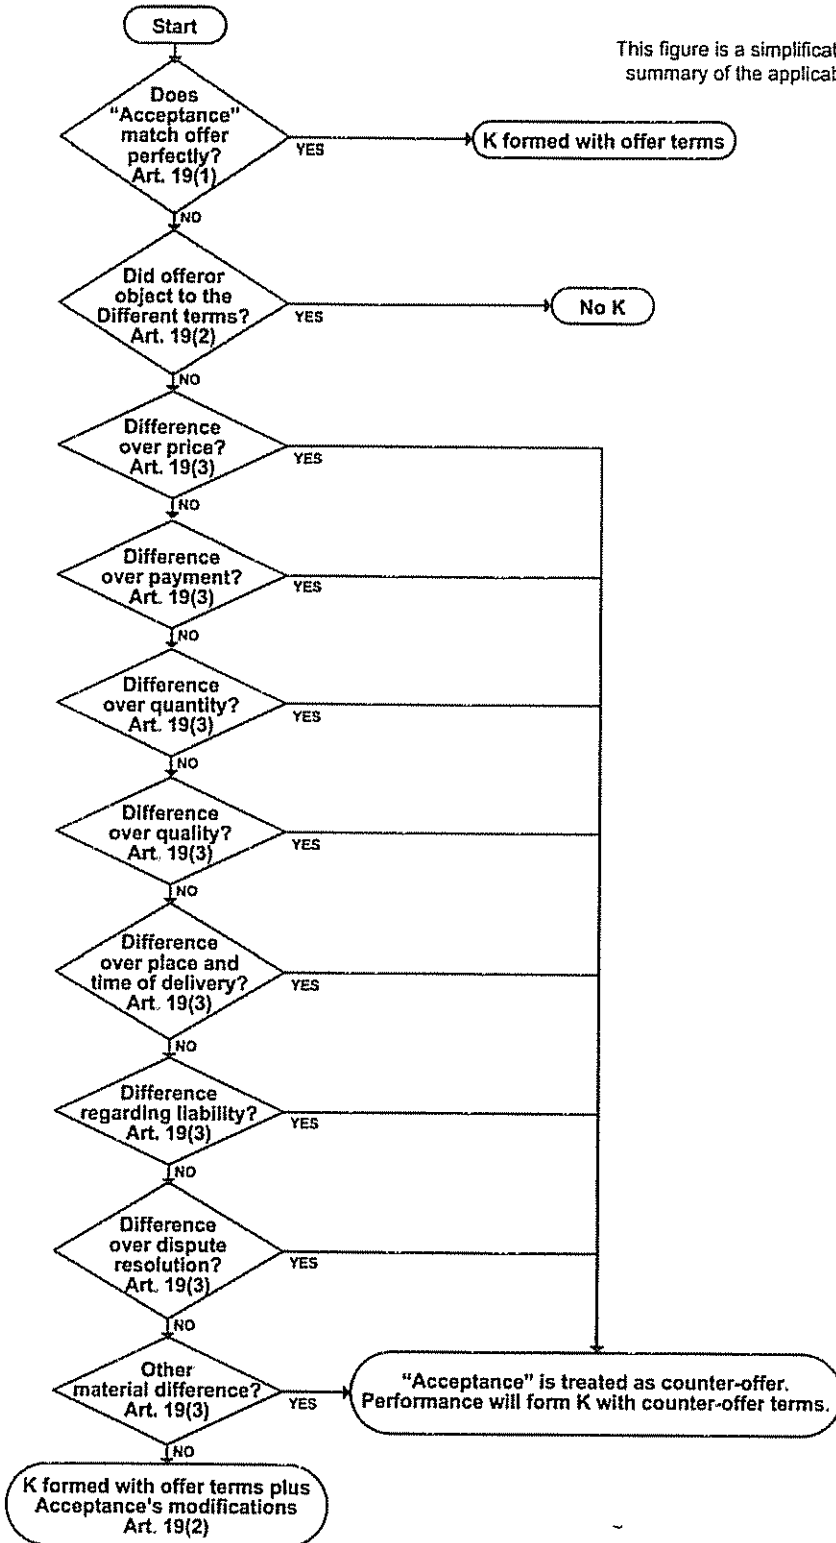 Start
This figure is a simplificat
summary of the applicat
Does
"Acceptance"
match offer
perfectly?
Art. 19(1)
YES
K formed with offer terms
NO
Did offeror
object to the
Different terms?
Art. 19(2)
YES
No K
NO
Difference
over price?
Art. 19(3)
YES
NO
Difference
over payment?
Art. 19(3)
YES
NO
Difference
over quantity?
Art. 19(3)
YES
NO
Difference
over quality?
Art. 19(3)
YES
NO
Difference
over place and
time of delivery?
Art. 19(3)
YES
NO
Difference
regarding liability?
Art. 19(3)
YES
NO
Difference
over dispute
resolution?
Art. 19(3)
YES
NO
Other
material difference?
Art. 19(3)
YES
"Acceptance" is treated as counter-offer.
Performance will form K with counter-offer terms.
NO
K formed with offer terms plus
Acceptance's modifications
Art. 19(2)